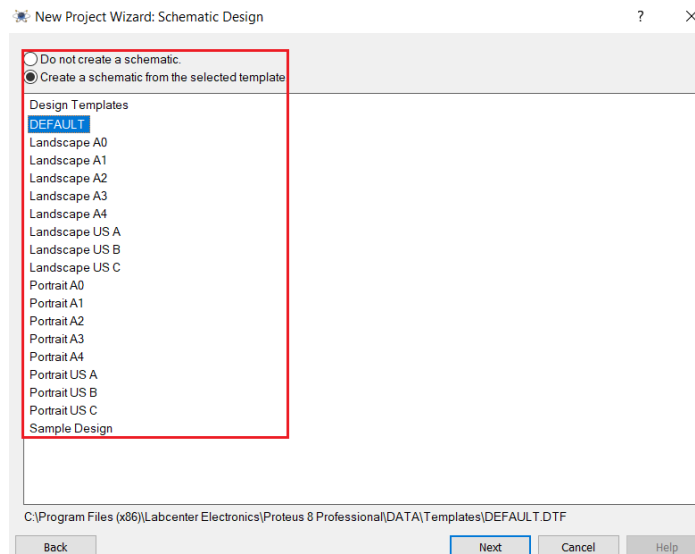 New Project Wizard: Schematic Design ? X
Do not create a schematic.
Create a schematic from the selected template
Design Templates
DEFAULT
Landscape A0
Landscape A1
Landscape A2
Landscape A3
Landscape A4
Landscape US A
Landscape US B
Landscape US C
Portrait A0
Portrait A1
Portrait A2
Portrait A3
Portrait A4
Portrait US A
Portrait US B
Portrait US C
Sample Design
C:\Program Files (x86)\Labcenter Electronics\Proteus 8 Professional\DATA\Templates\DEFAULT.DTF
Back Next Cancel Help